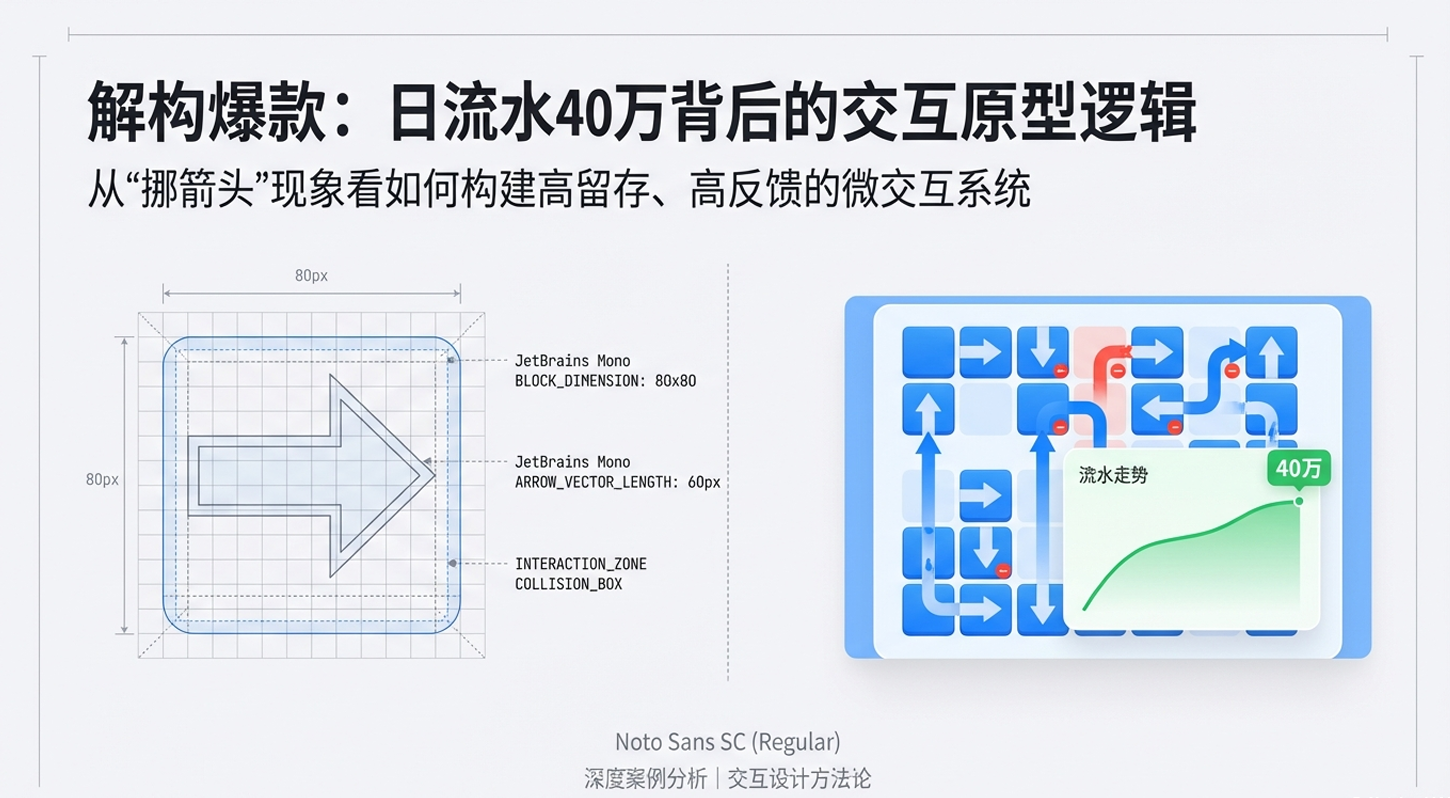 解构爆款：日流水40万背后的交互原型逻辑
从“挪箭头”现象看如何构建高留存、高反馈的微交互系统
80px
80px
JetBrains Mono
BLOCK_DIMENSION: 80x80
JetBrains Mono
ARROW_VECTOR_LENGTH: 60px
INTERACTION_ZONE
COLLISION_BOX
流水走势
40万
Noto Sans SC (Regular)
深度案例分析｜交互设计方法论